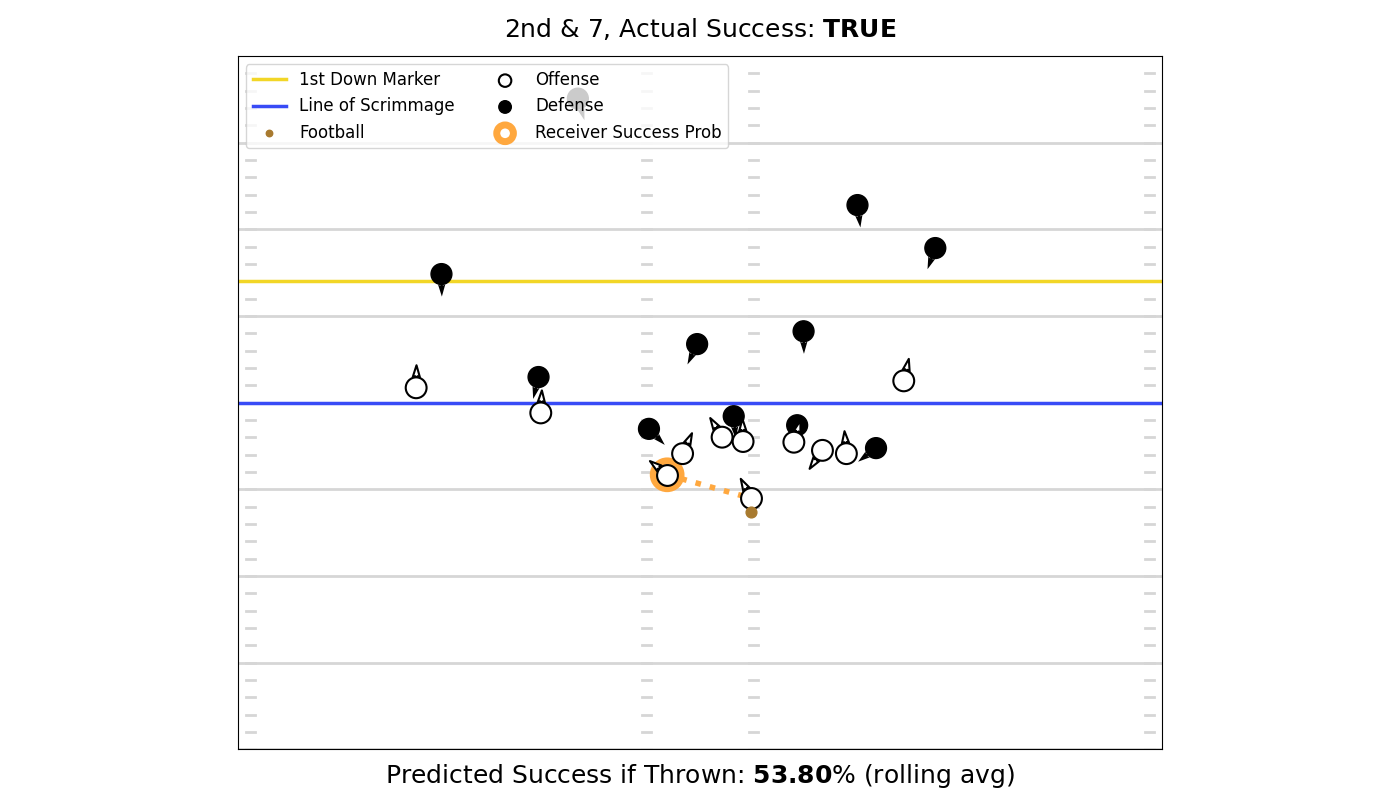 2nd & 7, Actual Success: TRUE
1st Down Marker
Line of Scrimmage
Football
Offense
Defense
Receiver Success Prob
Predicted Success if Thrown: 53.80% (rolling avg)